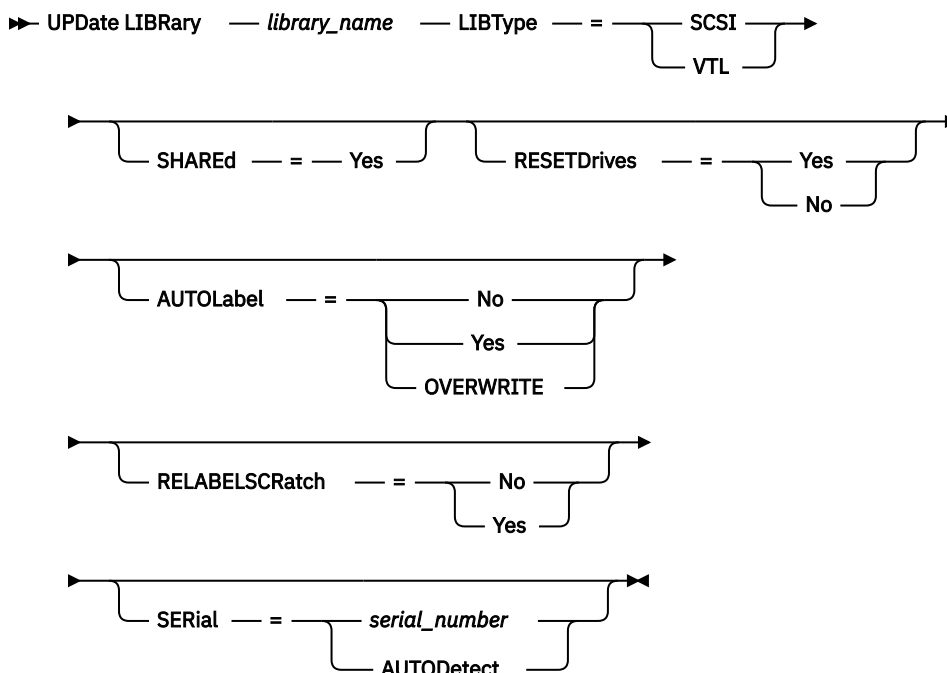 UPDate LIBRary library_name LIBType = SCSI
VTL
SHAREd = Yes RESETDrives = Yes
No
AUTOLabel = No
Yes
OVERWRITE
RELABELSCRatch = No
Yes
SERial = serial_number
AUTODetect